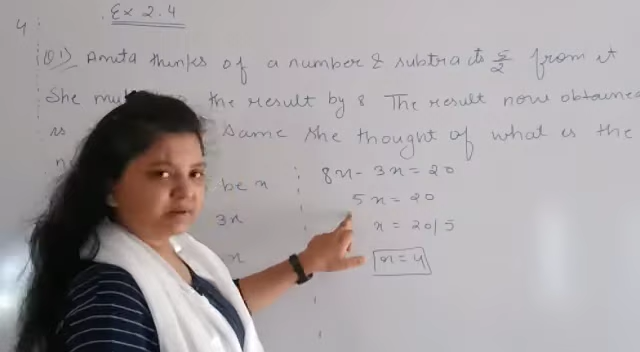 4
Ex 2.4
Q1) Amita thinks of a number & subtracts 5/2 from it
She the result by 8 The result now obtained
is same she thought of what is the
be x
8x - 3x = 20
3x
5x = 20
x = 20/5
x
x = 4